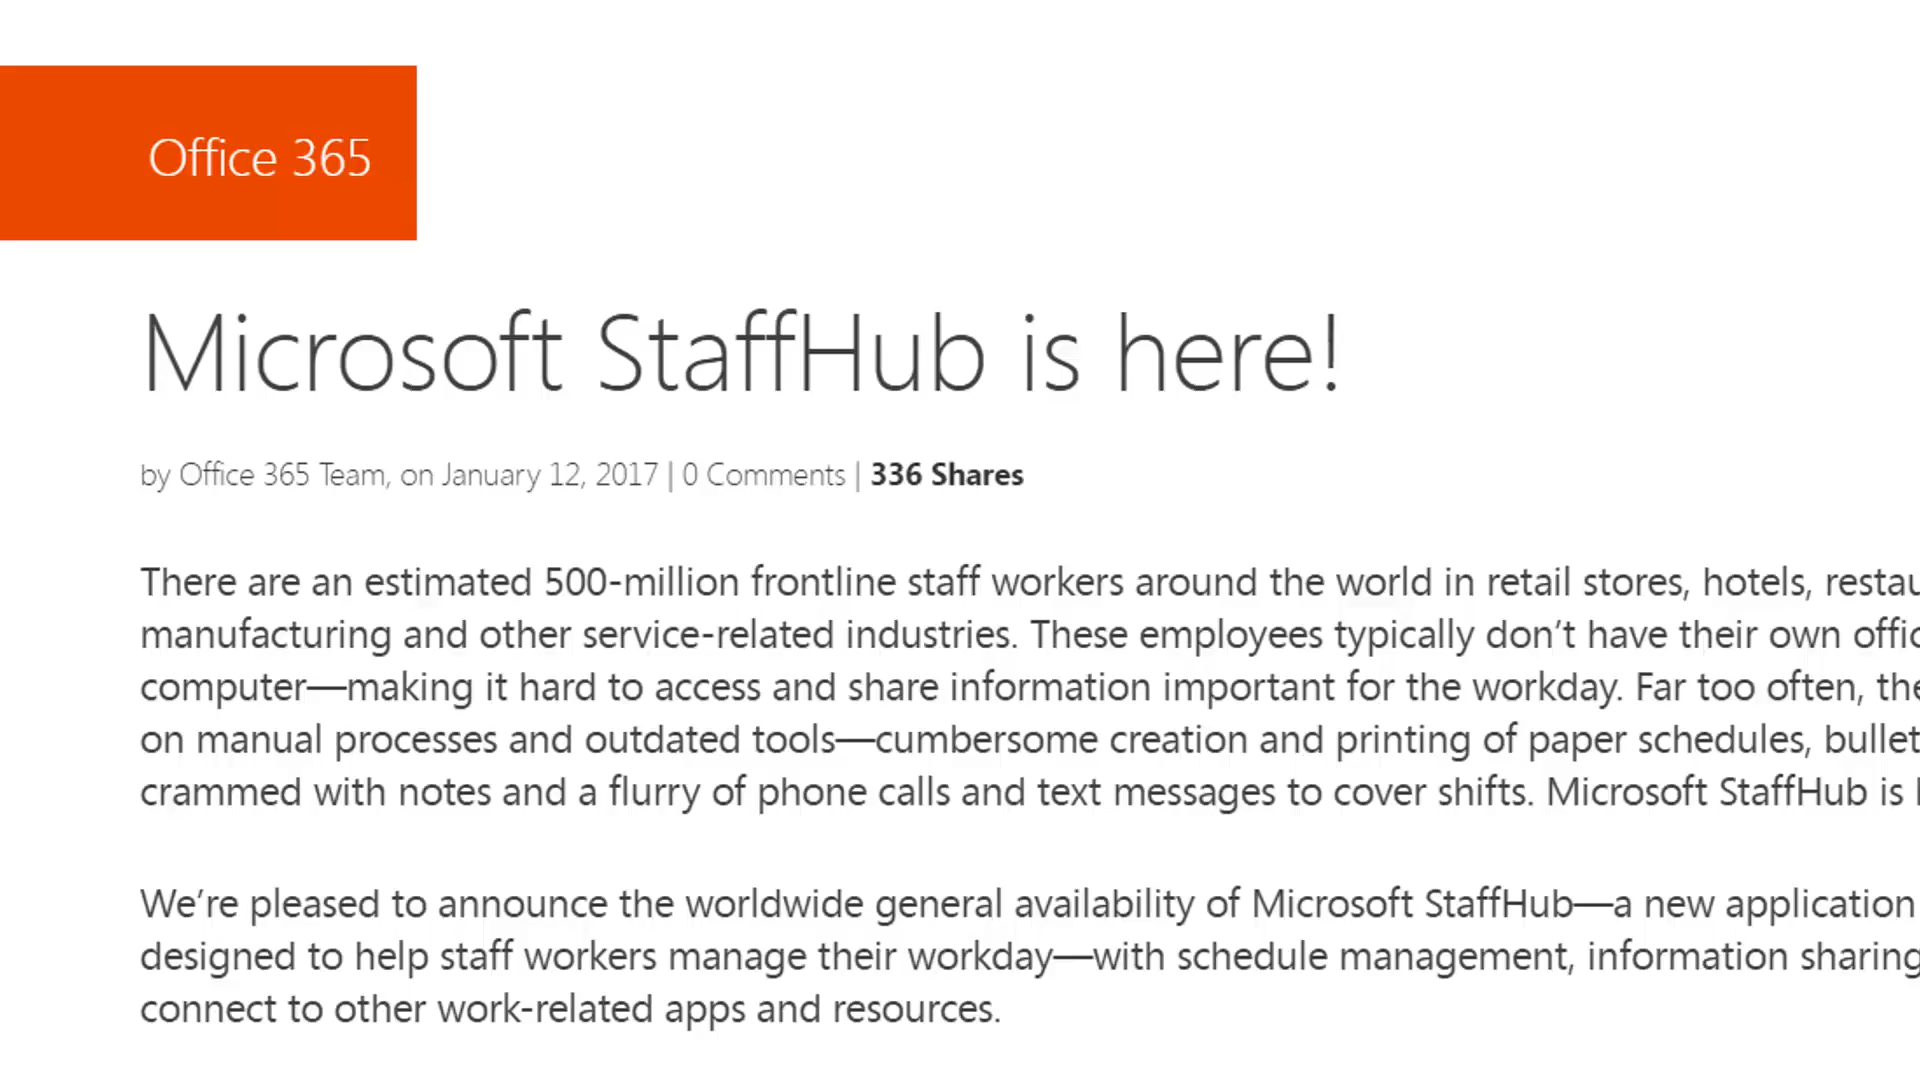 Office 365
Microsoft StaffHub is here!
by Office 365 Team, on January 12, 2017 | 0 Comments | 336 Shares
There are an estimated 500-million frontline staff workers around the world in retail stores, hotels,
manufacturing and other service-related industries. These employees typically don’t have their own
computer—making it hard to access and share information important for the workday. Far too often,
on manual processes and outdated tools—cumbersome creation and printing of paper schedules,
crammed with notes and a flurry of phone calls and text messages to cover shifts. Microsoft StaffHub is
We’re pleased to announce the worldwide general availability of Microsoft StaffHub—a new application
designed to help staff workers manage their workday—with schedule management, information sharing
connect to other work-related apps and resources.